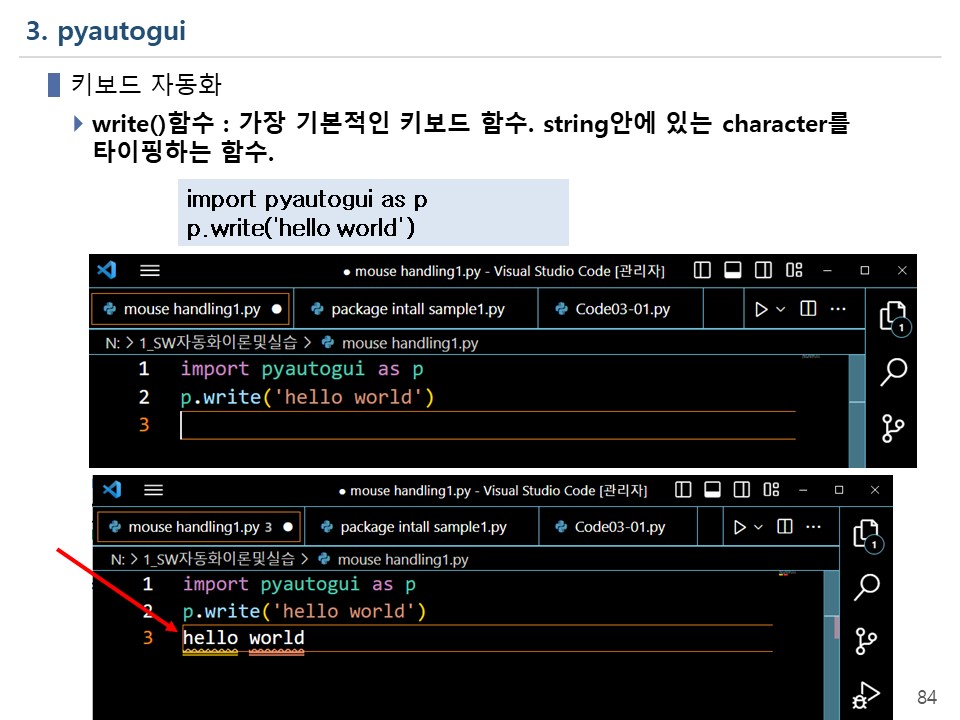 3. pyautogui
키보드 자동화
write()함수 : 가장 기본적인 키보드 함수. string안에 있는 character를
타이핑하는 함수.
import pyautogui as p
p.write('hello world')
● mouse handling1.py - Visual Studio Code [관리자]
mouse handling1.py ●
package intall sample1.py
Code03-01.py
N: > 1_SW자동화이론및실습 > mouse handling1.py
1 import pyautogui as p
2 p.write('hello world')
3
1
● mouse handling1.py - Visual Studio Code [관리자]
mouse handling1.py 3 ●
package intall sample1.py
Code03-01.py
N: > 1_SW자동화이론및실습 > mouse handling1.py
1 import pyautogui as p
2 p.write('hello world')
3 hello world
1
84